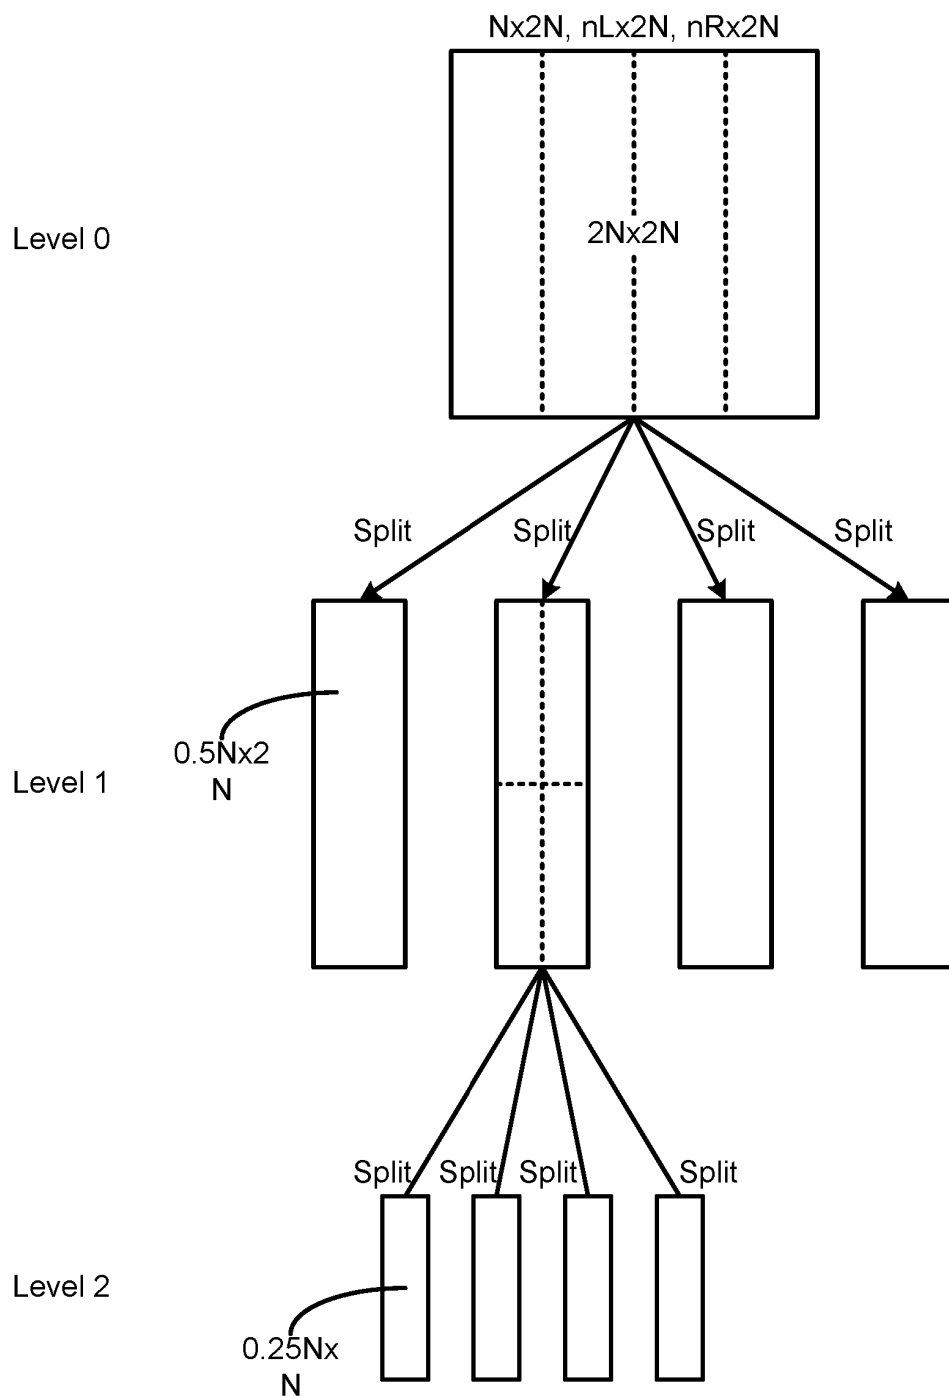 Nx2N, nLx2N, nRx2N
Level 0
2Nx2N
Split
Split
Split
Split
0.5Nx2
N
Level 1
Split
Split
Split
Split
Level 2
0.25Nx
N